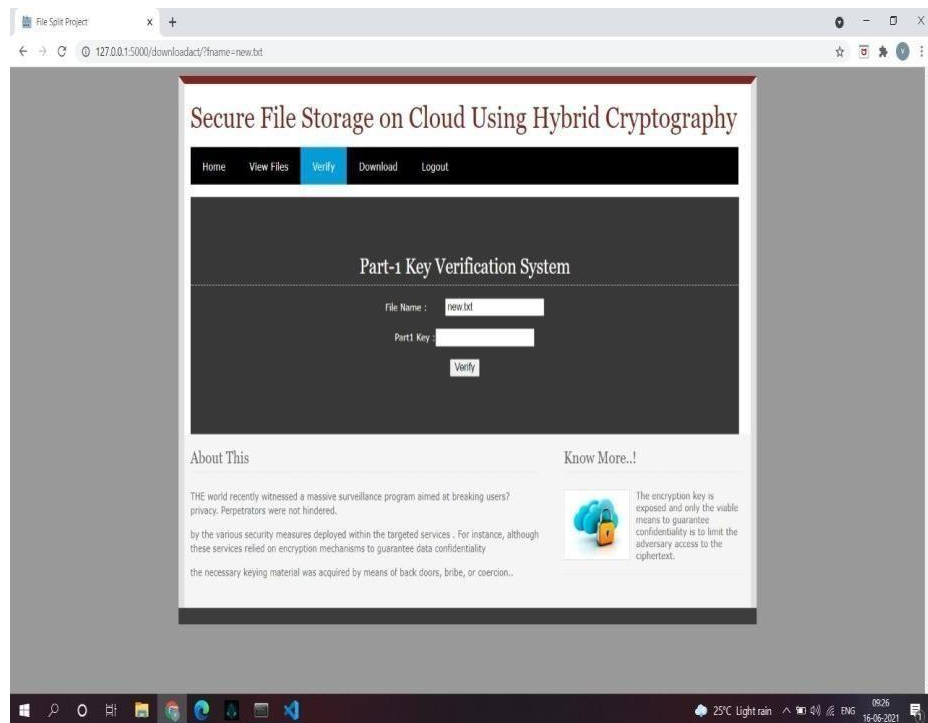 File Split Project
127.0.0.1:5000/downloadact/?fname=new.txt
Secure File Storage on Cloud Using Hybrid Cryptography
Home View Files Verify Download Logout
Part-1 Key Verification System
File Name : new.txt
Part1 Key :
Verify
About This
THE world recently witnessed a massive surveillance program aimed at breaking users?
privacy. Perpetrators were not hindered.
by the various security measures deployed within the targeted services . For instance, although
these services relied on encryption mechanisms to guarantee data confidentiality
the necessary keying material was acquired by means of back doors, bribe, or coercion..
Know More..!
The encryption key is
exposed and only the viable
means to guarantee
confidentiality is to limit the
adversary access to the
ciphertext.
25°C Light rain
ENG
09:26
16-06-2021